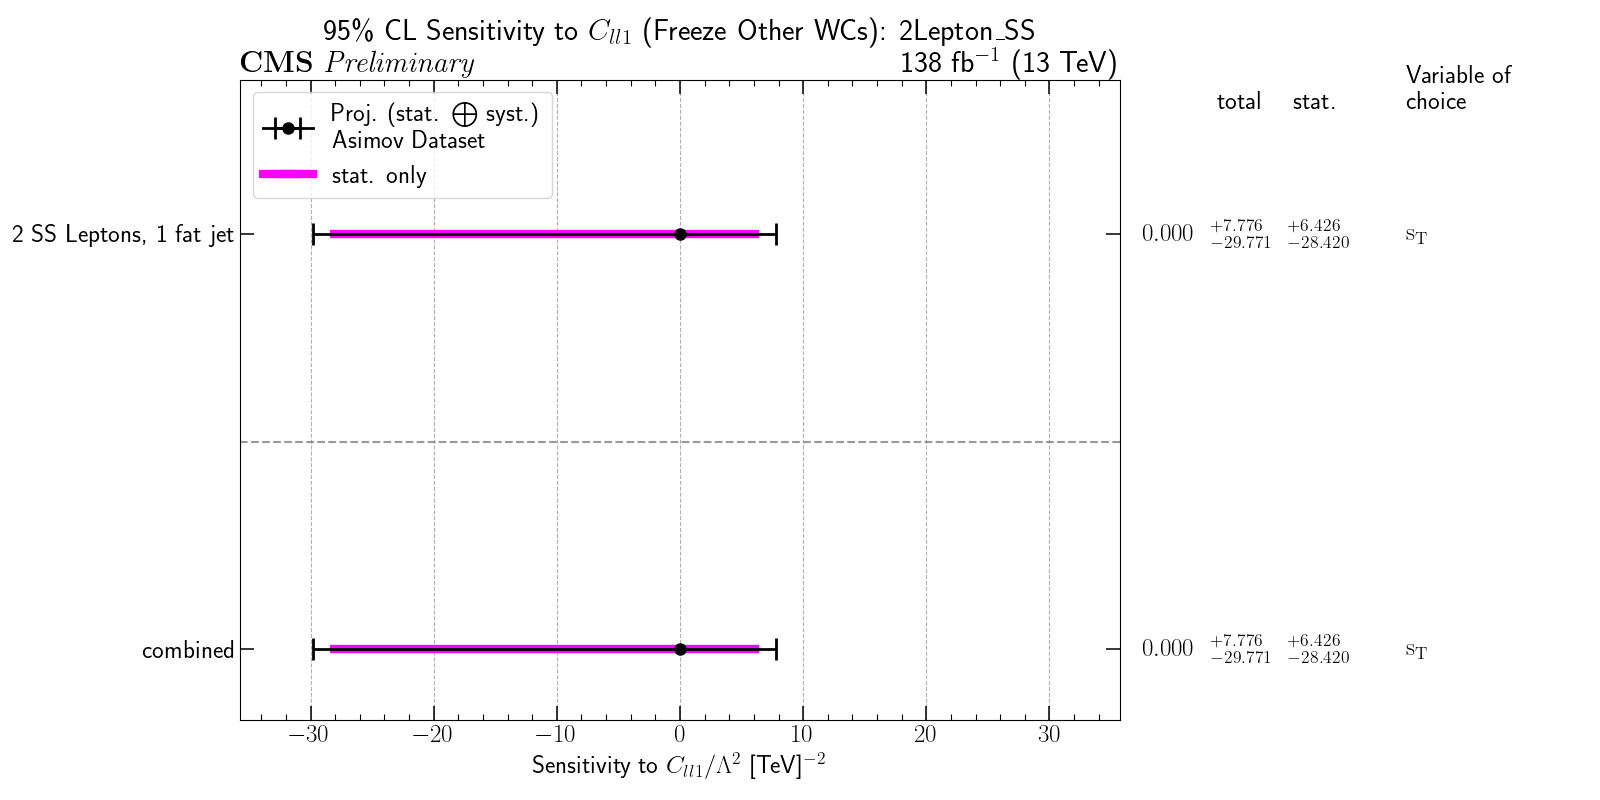 95% CL Sensitivity to C_{ll1} (Freeze Other WCs): 2Lepton_SS
CMS Preliminary 138 fb⁻¹ (13 TeV)
Variable of
total stat. choice
Proj. (stat. ⨁ syst.)
Asimov Dataset
stat. only
2 SS Leptons, 1 fat jet 0.000 +7.776 −29.771 +6.426 −28.420 s_T
combined 0.000 +7.776 −29.771 +6.426 −28.420 s_T
−30 −20 −10 0 10 20 30
Sensitivity to C_{ll1}/Λ² [TeV]⁻²